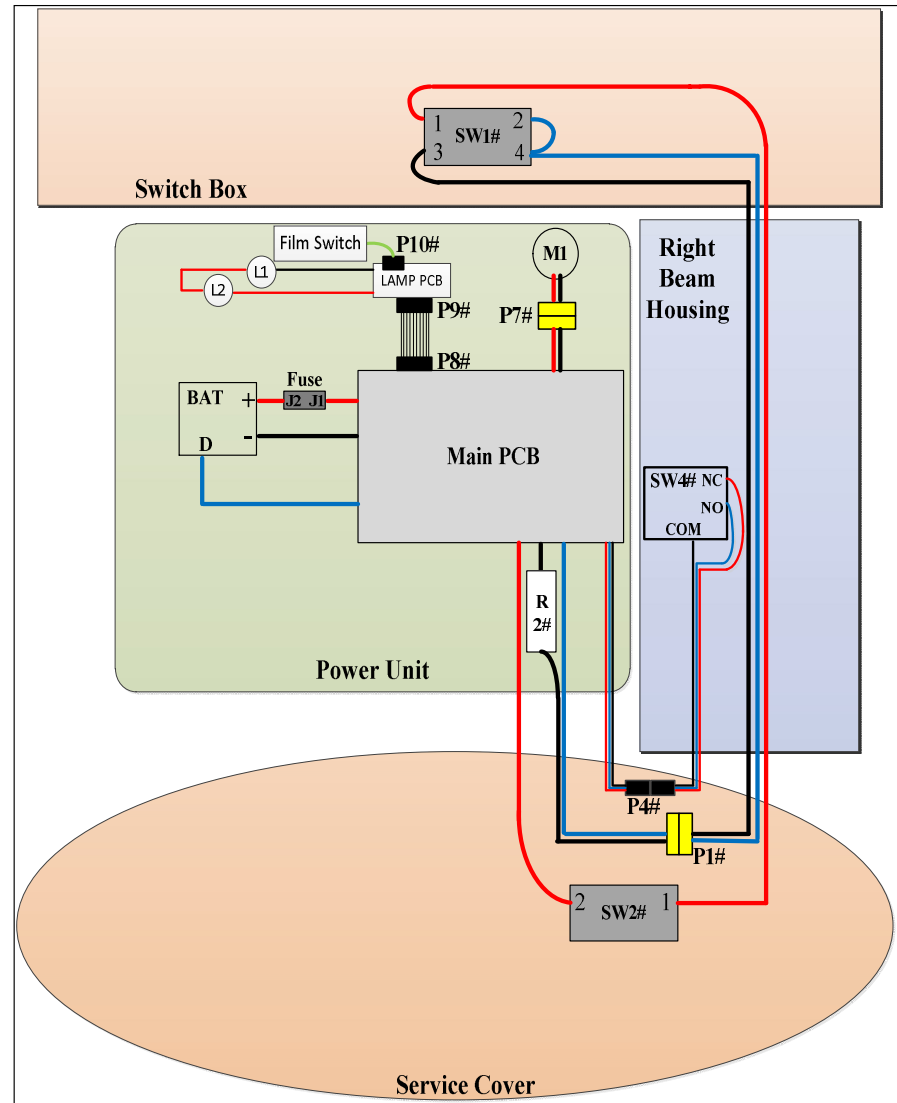 1
2
SW1#
3
4
Switch Box
Film Switch
P10#
L1
L2
LAMP PCB
M1
P9#
P7#
P8#
Right
Beam
Housing
Fuse
BAT
+
J2 J1
-
D
Main PCB
SW4# NC
NO
COM
R
2#
Power Unit
P4#
P1#
2
SW2#
1
Service Cover